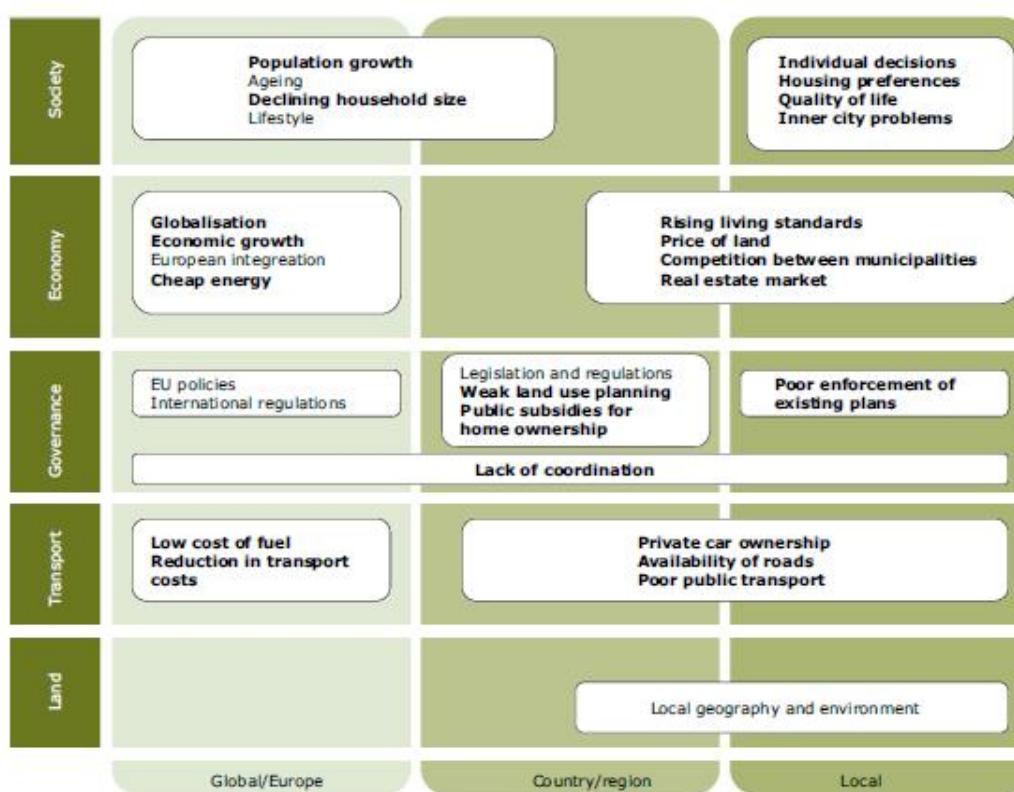 Society
Population growth
Ageing
Declining household size
Lifestyle
Individual decisions
Housing preferences
Quality of life
Inner city problems
Economy
Globalisation
Economic growth
European integreation
Cheap energy
Rising living standards
Price of land
Competition between municipalities
Real estate market
Governance
EU policies
International regulations
Legislation and regulations
Weak land use planning
Public subsidies for
home ownership
Poor enforcement of
existing plans
Lack of coordination
Transport
Low cost of fuel
Reduction in transport
costs
Private car ownership
Availability of roads
Poor public transport
Land
Local geography and environment
Global/Europe
Country/region
Local